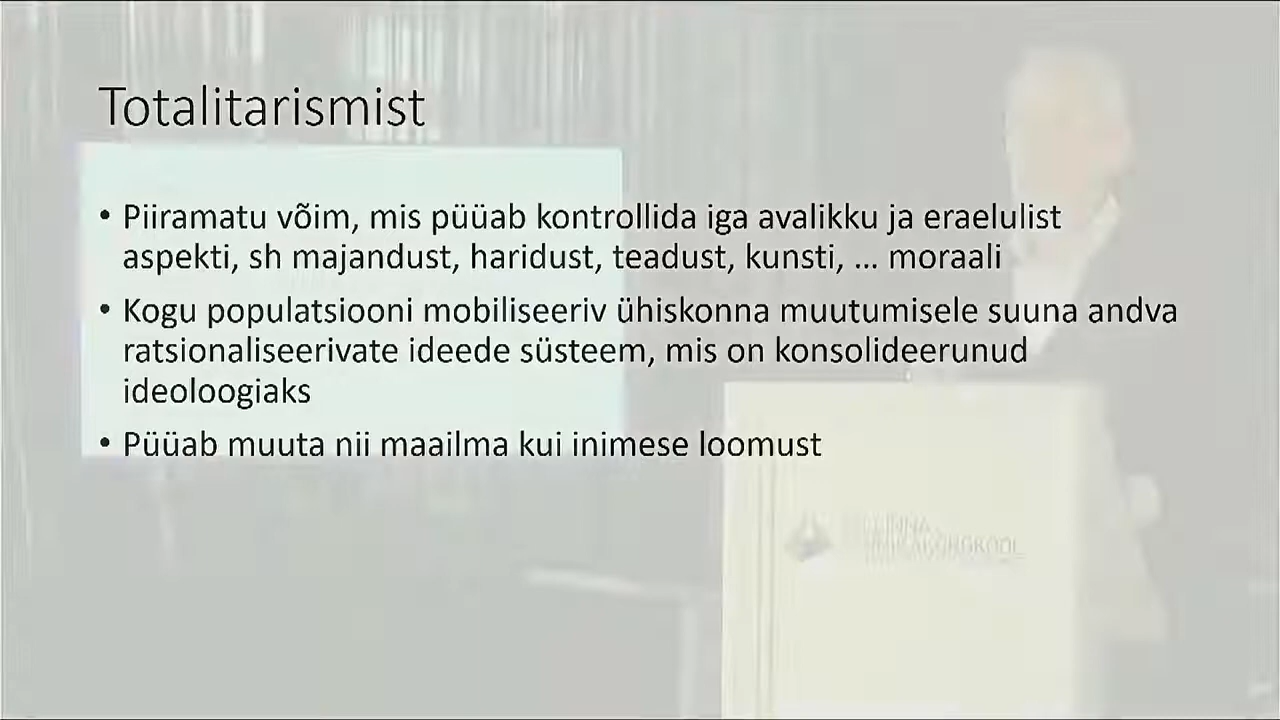 Totalitarismist
• Piiramatu võim, mis püüab kontrollida iga avalikku ja eraelulist
aspekti, sh majandust, haridust, teadust, kunsti, ... moraali
• Kogu populatsiooni mobiliseeriv ühiskonna muutumisele suuna andva
ratsionaliseerivate ideede süsteem, mis on konsolideerunud
ideoloogiaks
• Püüab muuta nii maailma kui inimese loomust